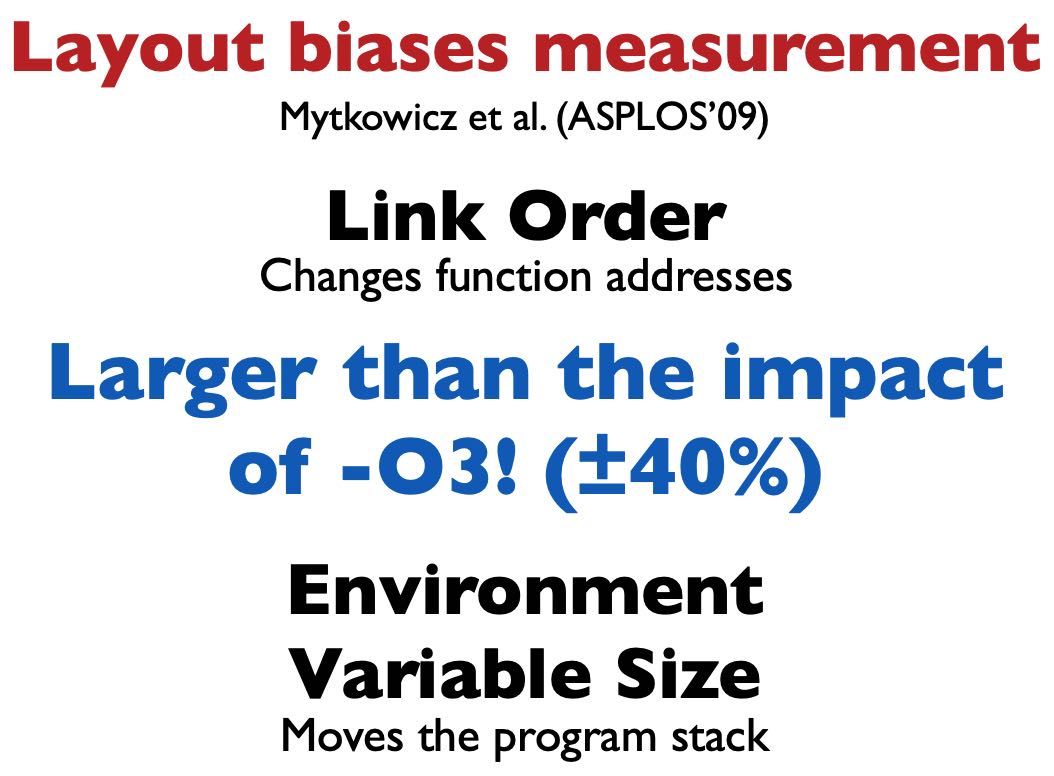 Layout biases measurement
Mytkowicz et al. (ASPLOS’09)
Link Order
Changes function addresses
Larger than the impact
of -O3! (±40%)
Environment
Variable Size
Moves the program stack